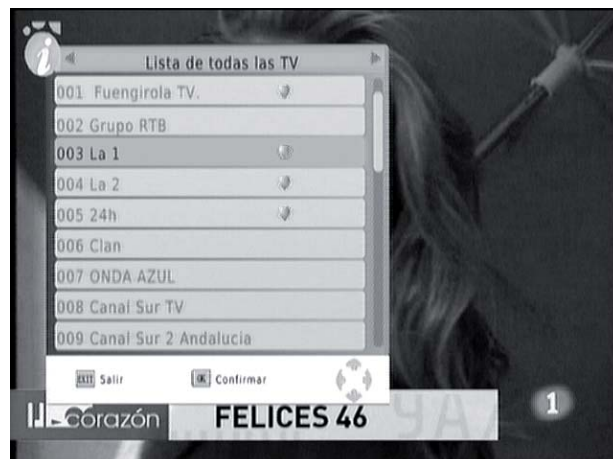 Lista de todas las TV
001 Fuengirola TV.
002 Grupo RTB
003 La 1
004 La 2
005 24h
006 Clan
007 ONDA AZUL
008 Canal Sur TV
009 Canal Sur 2 Andalucia
EXIT Salir
OK Confirmar
corazón
FELICES 46
1